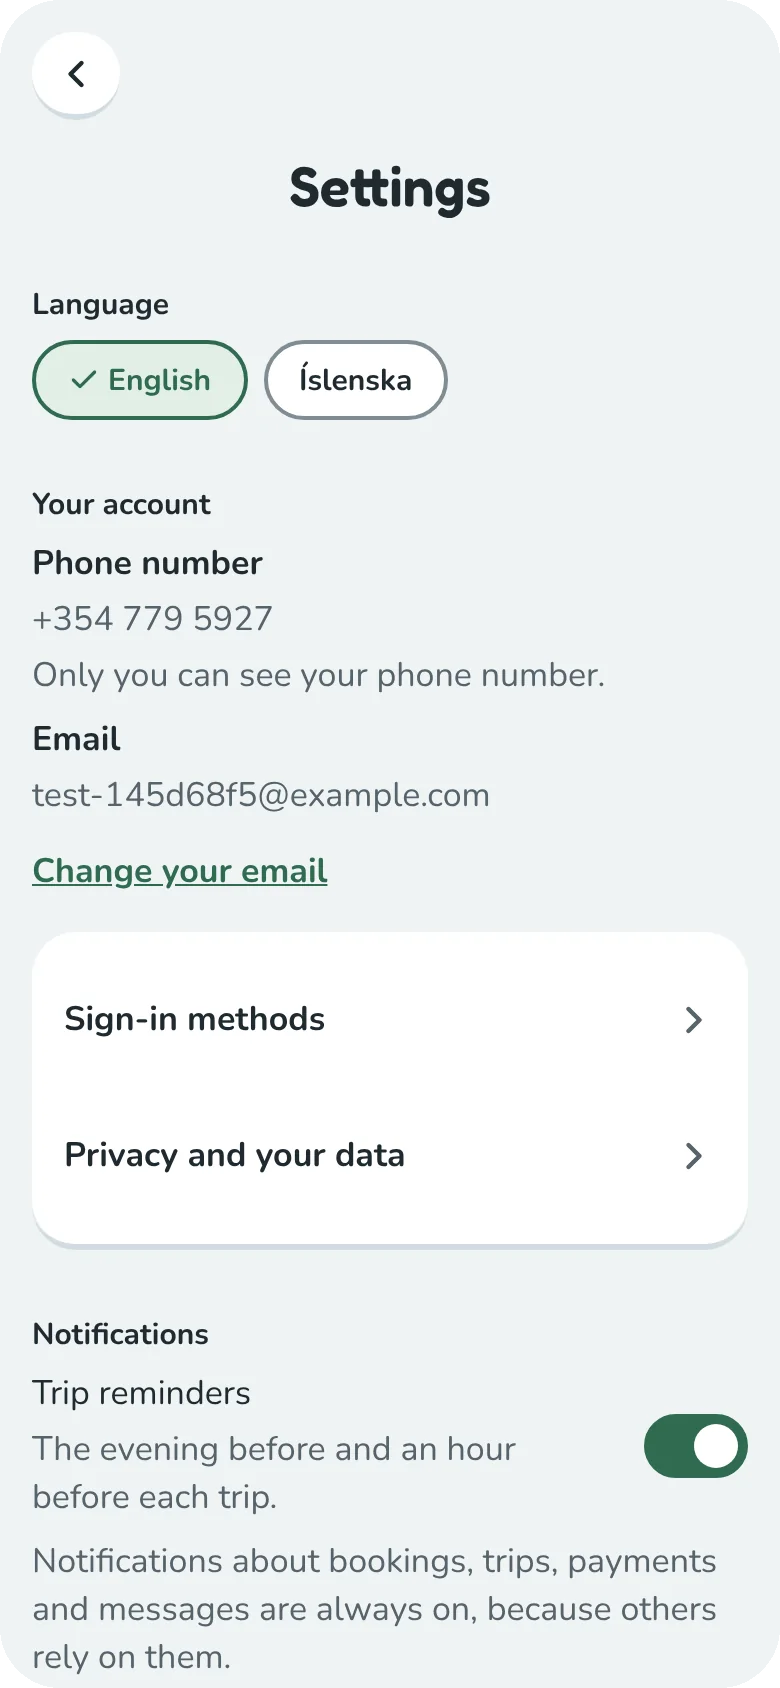 Settings
Language
English
Íslenska
Your account
Phone number
+354 779 5927
Only you can see your phone number.
Email
test-145d68f5@example.com
Change your email
Sign-in methods
Privacy and your data
Notifications
Trip reminders
The evening before and an hour
before each trip.
Notifications about bookings, trips, payments
and messages are always on, because others
rely on them.